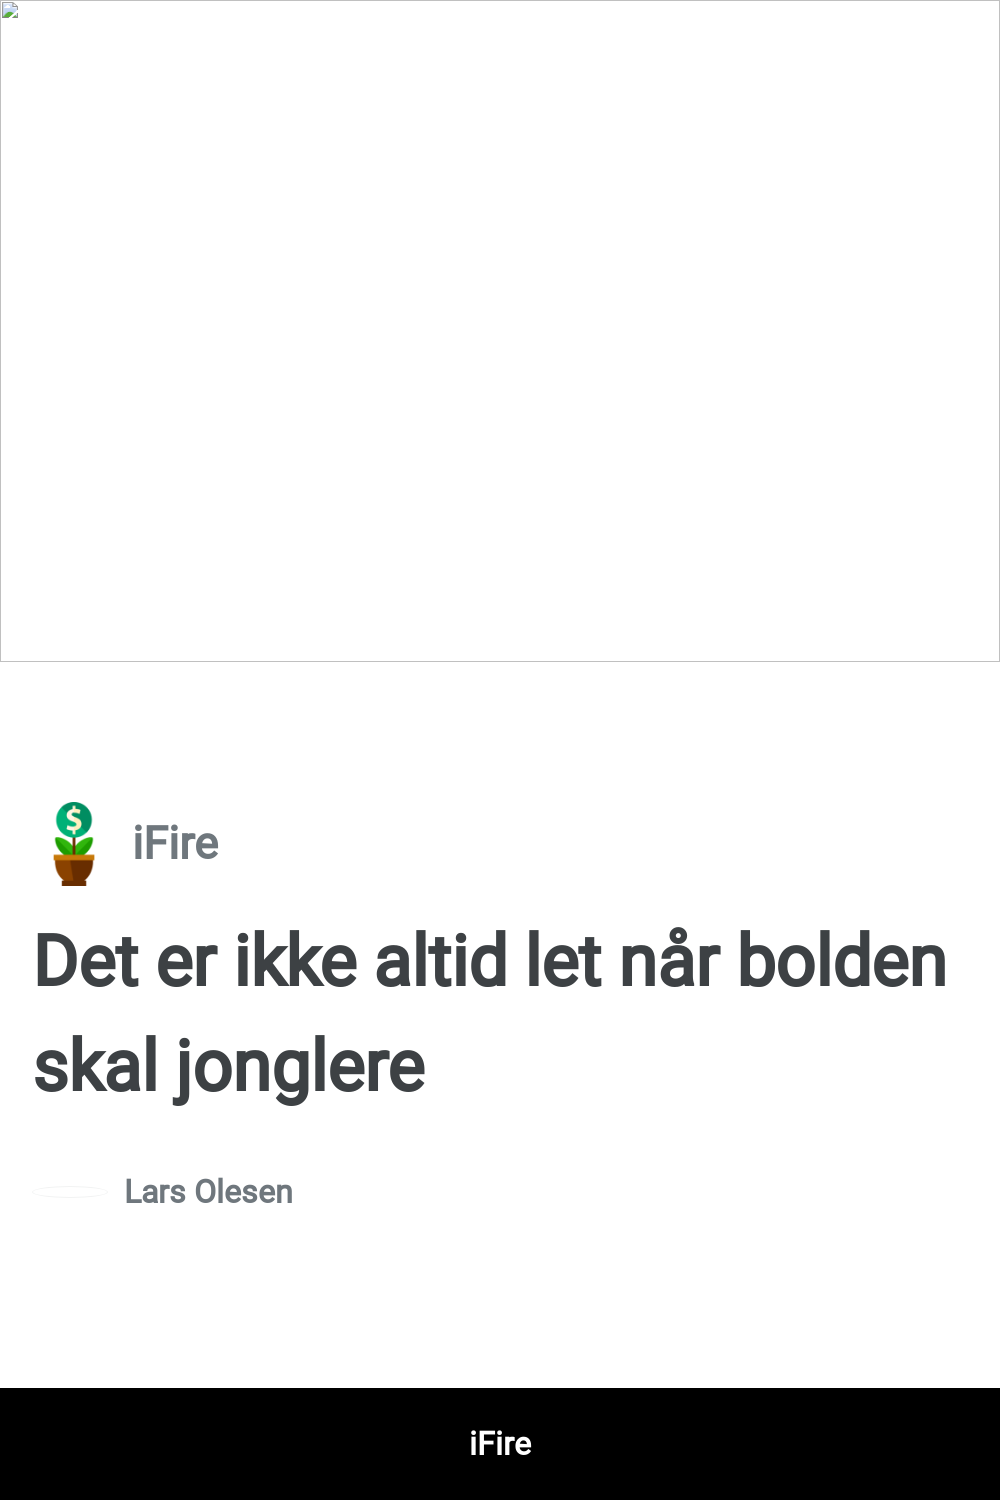 $
iFire
Det er ikke altid let når bolden
skal jonglere
Lars Olesen
iFire